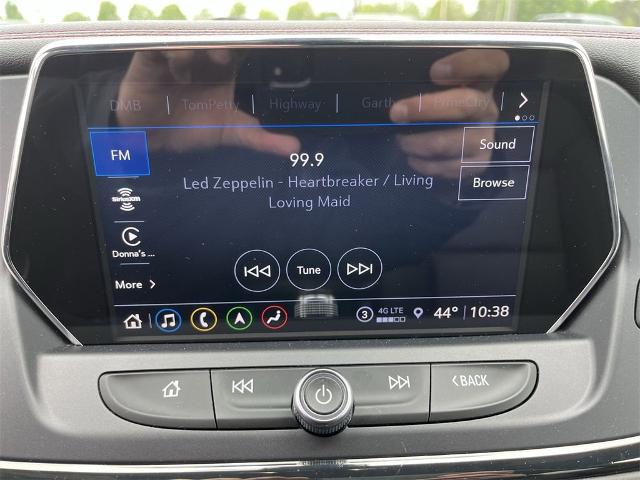 DMB TomPetty Highway Garth PrmeCtry
FM
99.9
Sound
Led Zeppelin - Heartbreaker / Living
Loving Maid
Browse
SiriusXM
Donna's ...
Tune
More
3 4G LTE 44° 10:38
BACK